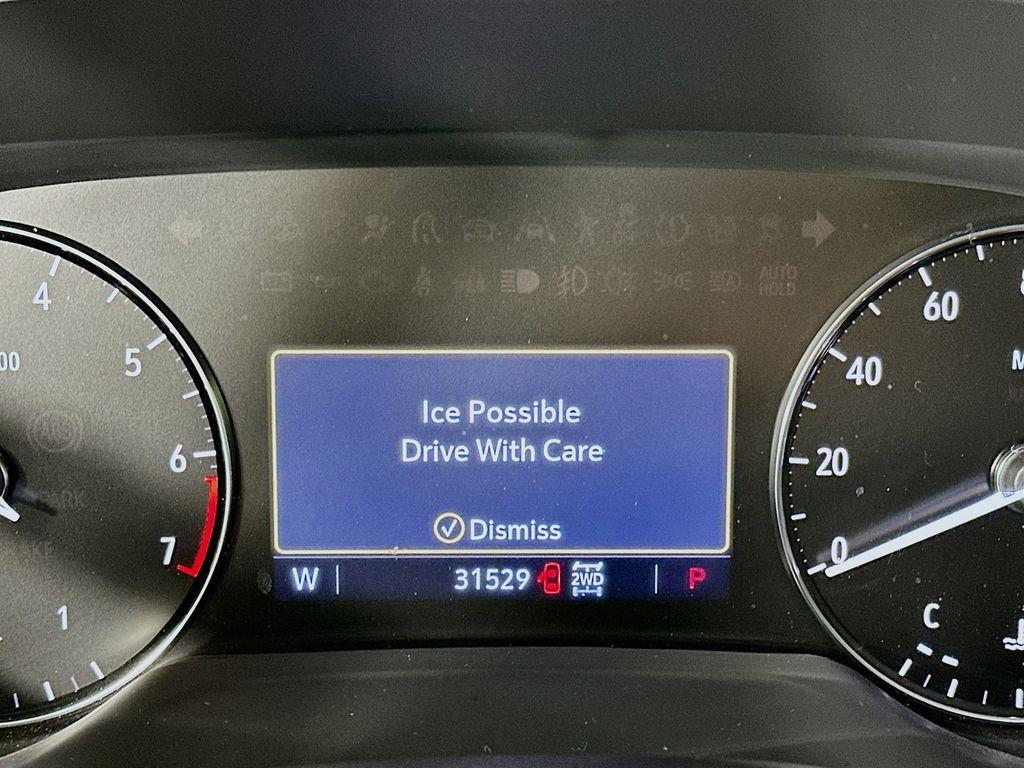 AUTO
HOLD
4
5
6
7
1
00
60
40
20
0
M
C
Ice Possible
Drive With Care
Dismiss
W
31529
2WD
P